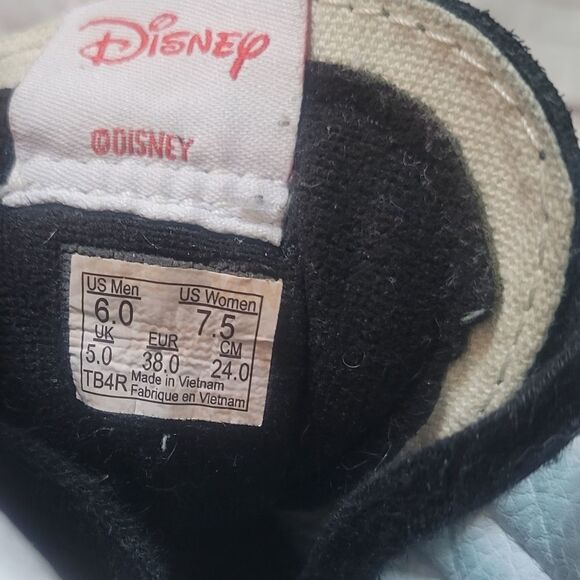 Disney
©DISNEY
US Men US Women
6.0 7.5
UK EUR CM
5.0 38.0 24.0
TB4R Made in Vietnam
Fabrique en Vietnam